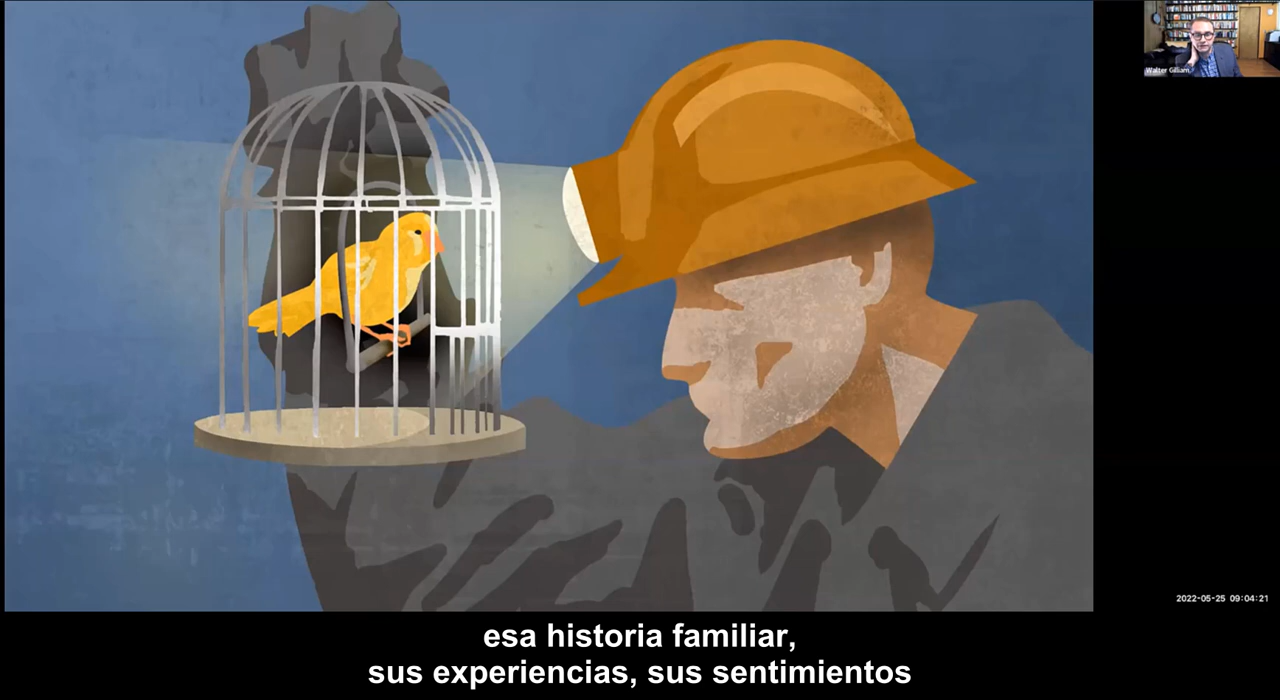 Walter Gilliam,
2022-05-25 09:04:21
esa historia familiar,
sus experiencias, sus sentimientos